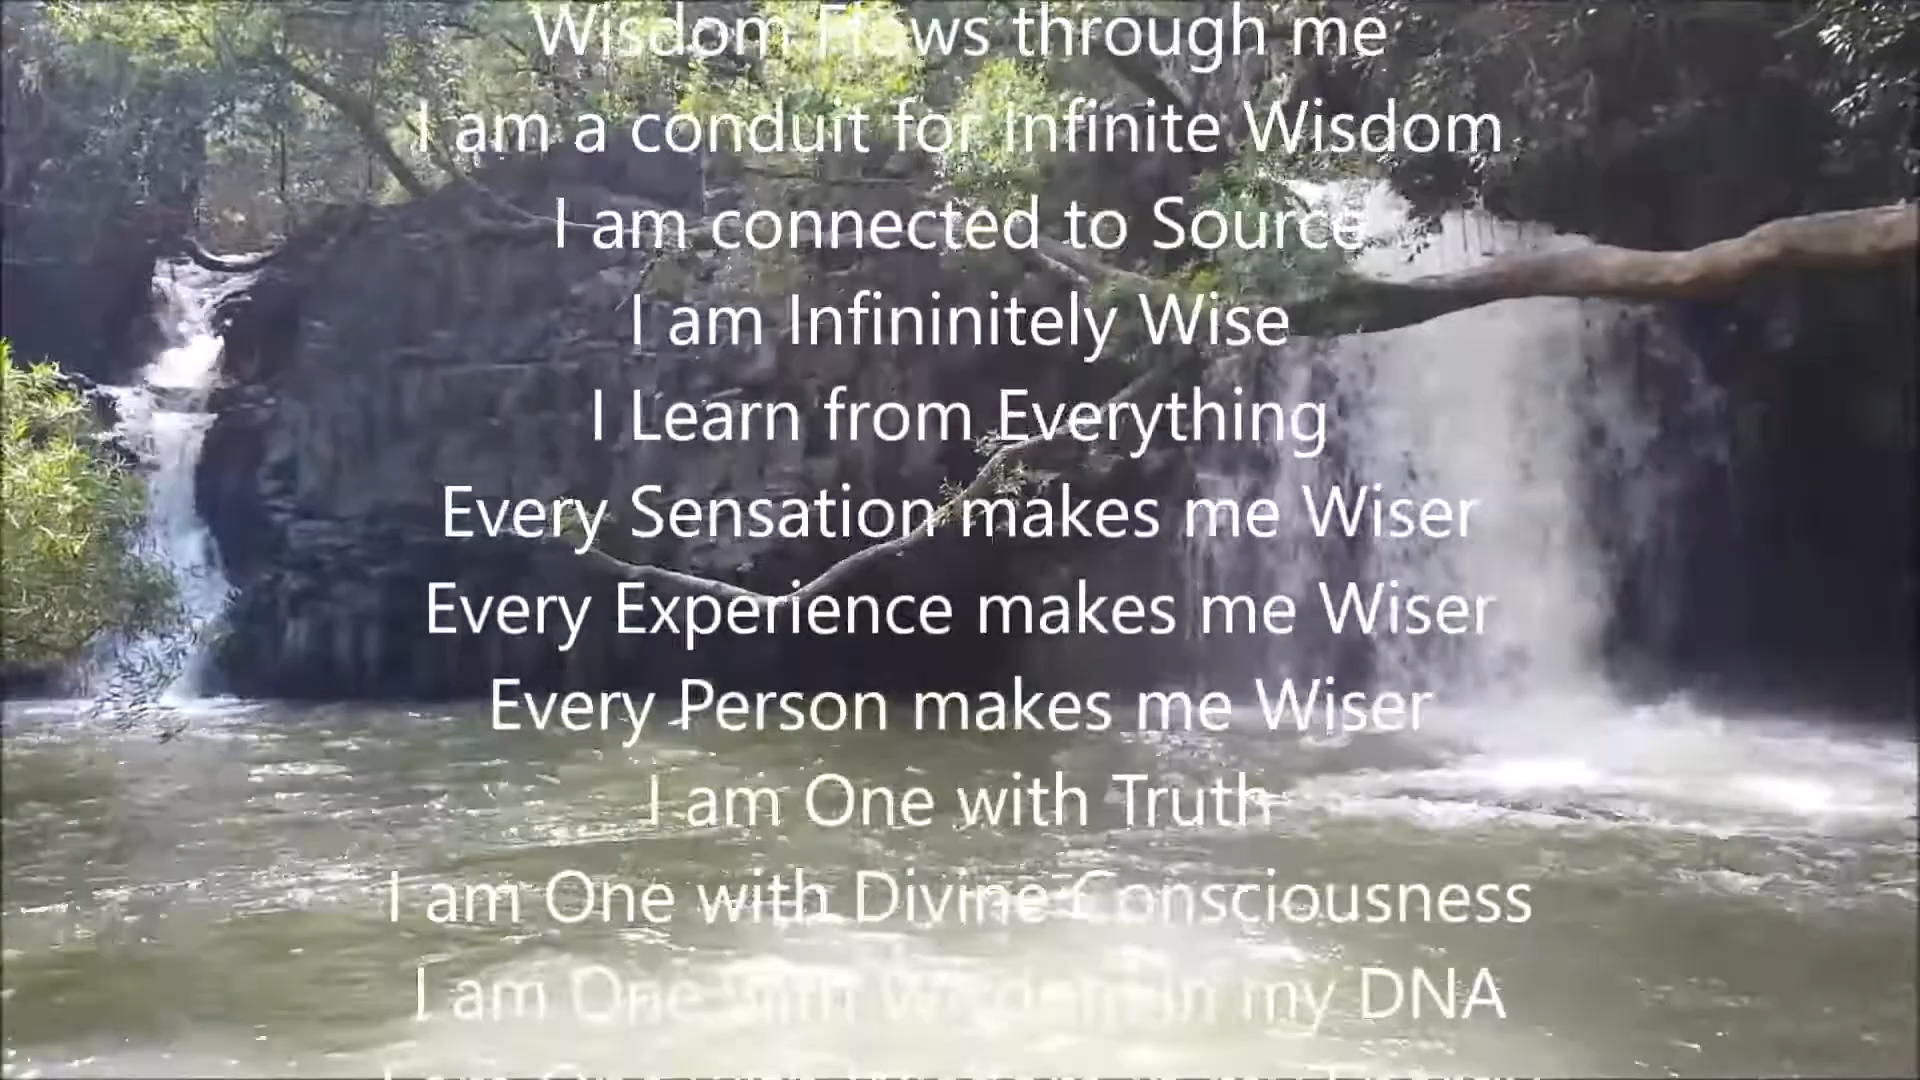 Wisdom Flows through me
I am a conduit for Infinite Wisdom
I am connected to Source
I am Infininitely Wise
I Learn from Everything
Every Sensation makes me Wiser
Every Experience makes me Wiser
Every Person makes me Wiser
I am One with Truth
I am One with Divine Consciousness
I am One with Wisdom in my DNA